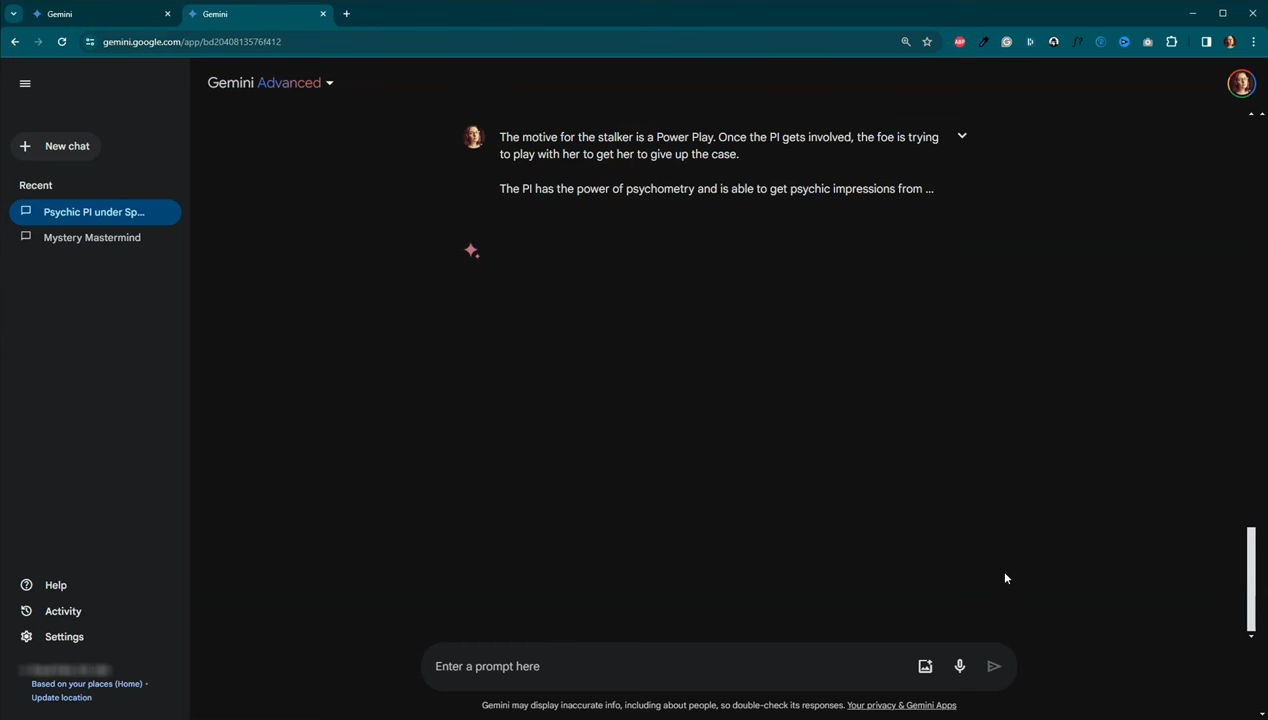 Gemini
Gemini
gemini.google.com/app/bd2040813576f412
Gemini Advanced
New chat
Recent
Psychic PI under Sp...
Mystery Mastermind
The motive for the stalker is a Power Play. Once the PI gets involved, the foe is trying
to play with her to get her to give up the case.
The PI has the power of psychometry and is able to get psychic impressions from ...
Help
Activity
Settings
Based on your places (Home) •
Update location
Enter a prompt here
Gemini may display inaccurate info, including about people, so double-check its responses. Your privacy & Gemini Apps